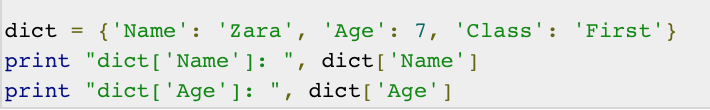 dict = {'Name': 'Zara', 'Age': 7, 'Class': 'First'}
print "dict['Name']: ", dict['Name']
print "dict['Age']: ", dict['Age']